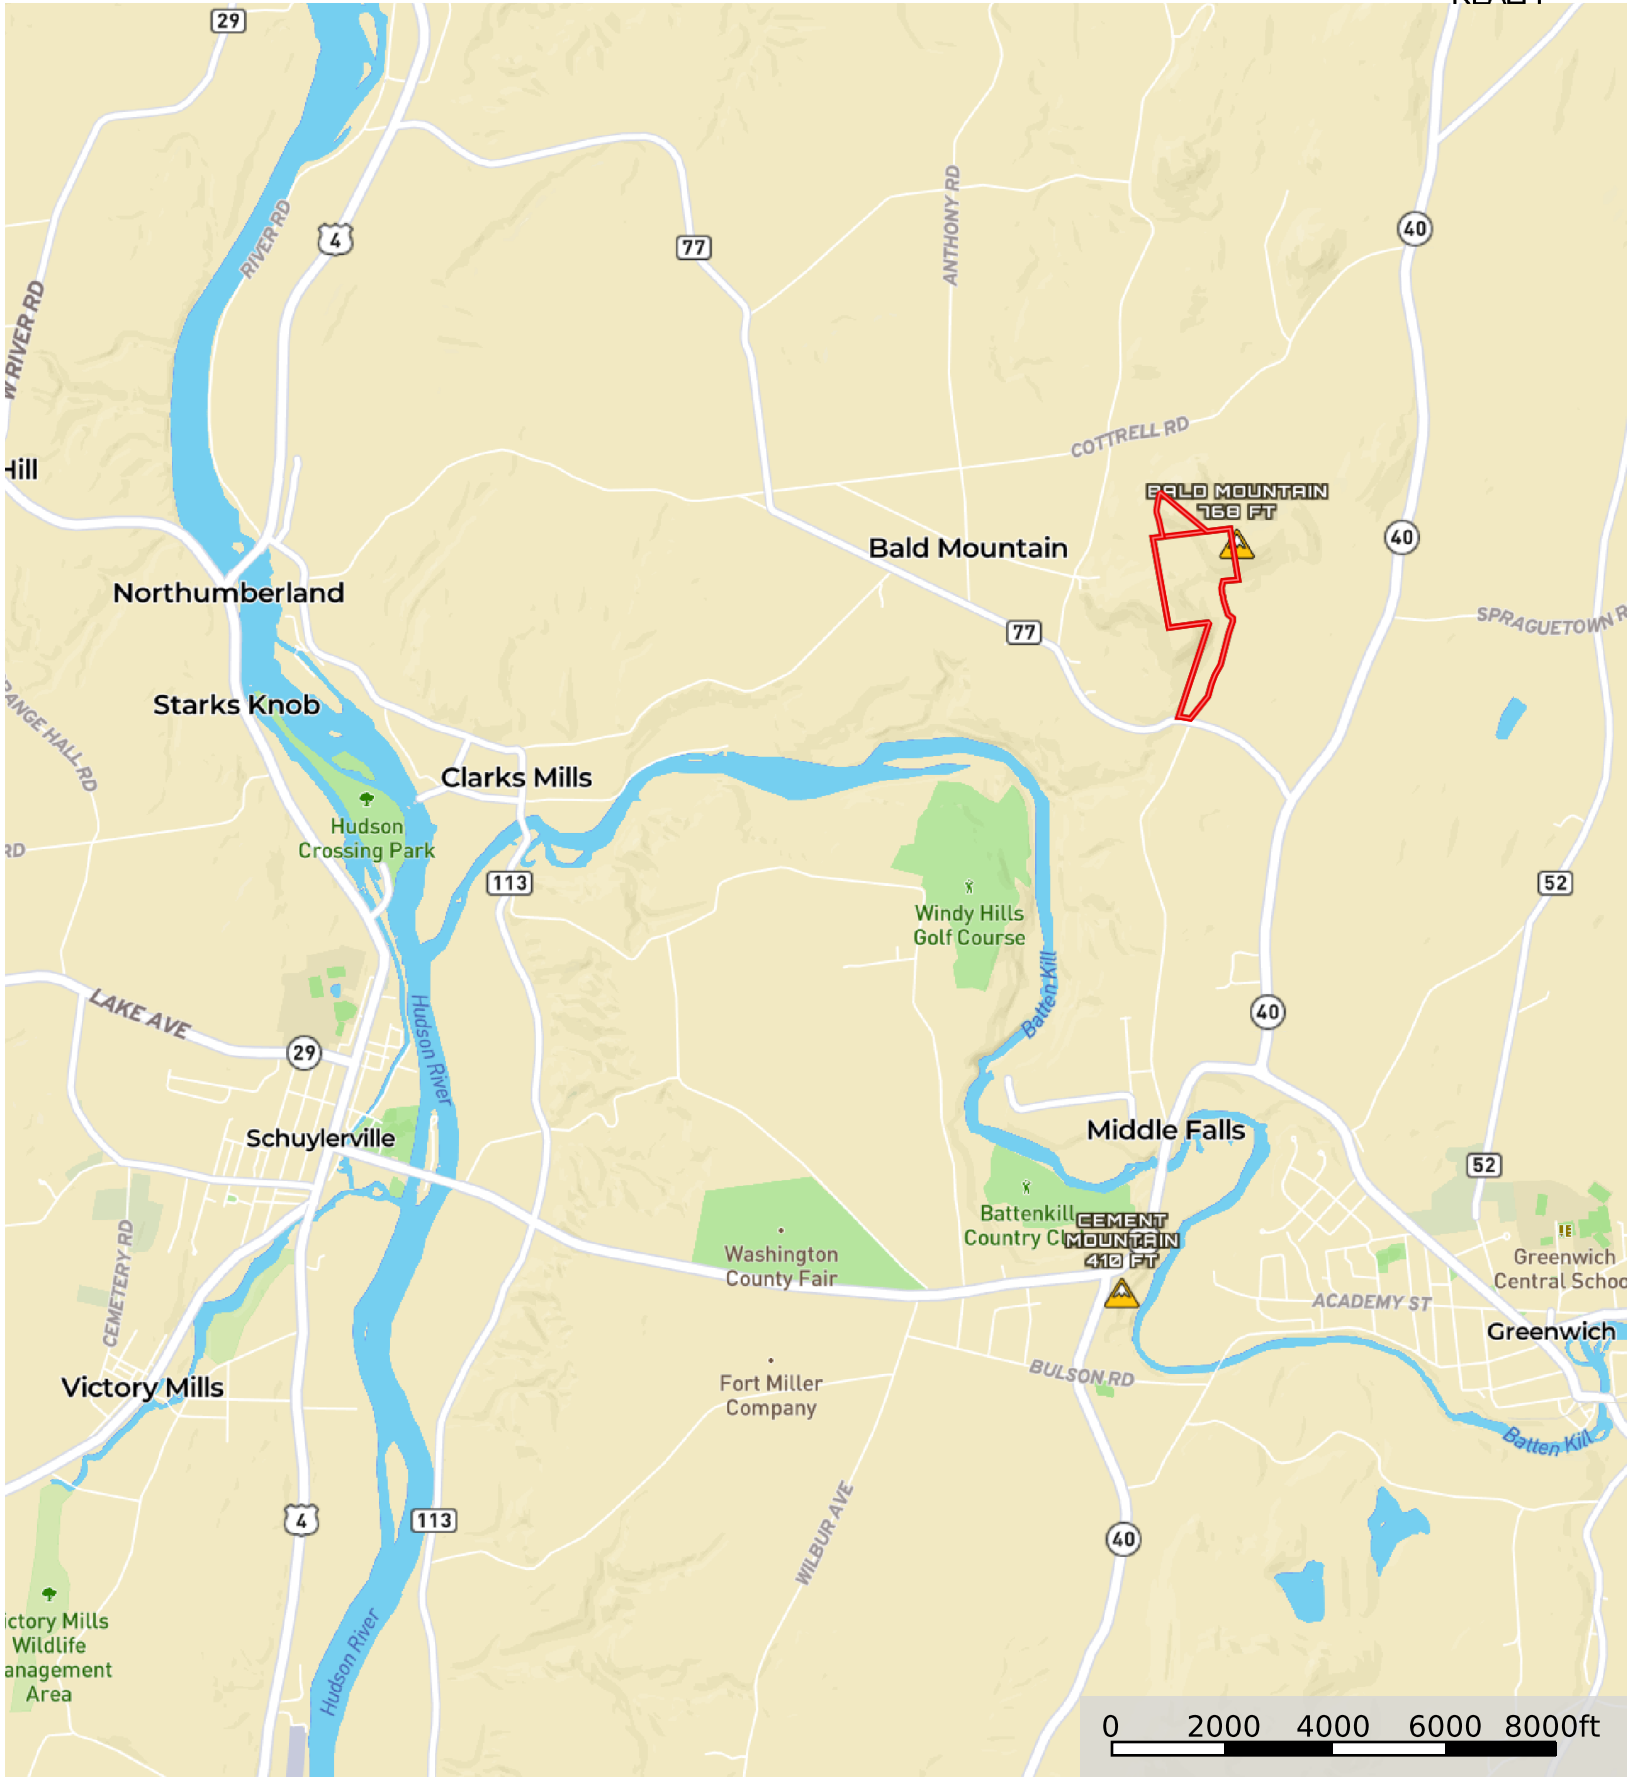 29
RIVER RD
4
77
ANTHONY RD
40
W RIVER RD
Hill
COTTRELL RD
BALD MOUNTAIN
768 FT
Bald Mountain
40
Northumberland
77
SPRAGUETOWN R
Starks Knob
RANGE HALL RD
Clarks Mills
Hudson
Crossing Park
RD
113
52
Windy Hills
Golf Course
Batten Kill
LAKE AVE
Hudson River
40
29
Schuylerville
Middle Falls
52
Battenkill
Country Cl
CEMENT
MOUNTAIN
410 FT
Washington
County Fair
CEMETERY RD
Greenwich
Central Schoo
ACADEMY ST
Greenwich
BULSON RD
Victory Mills
Fort Miller
Company
Batten Kill
4
113
WILBUR AVE
40
ictory Mills
Wildlife
anagement
Area
Hudson River
0 2000 4000 6000 8000ft